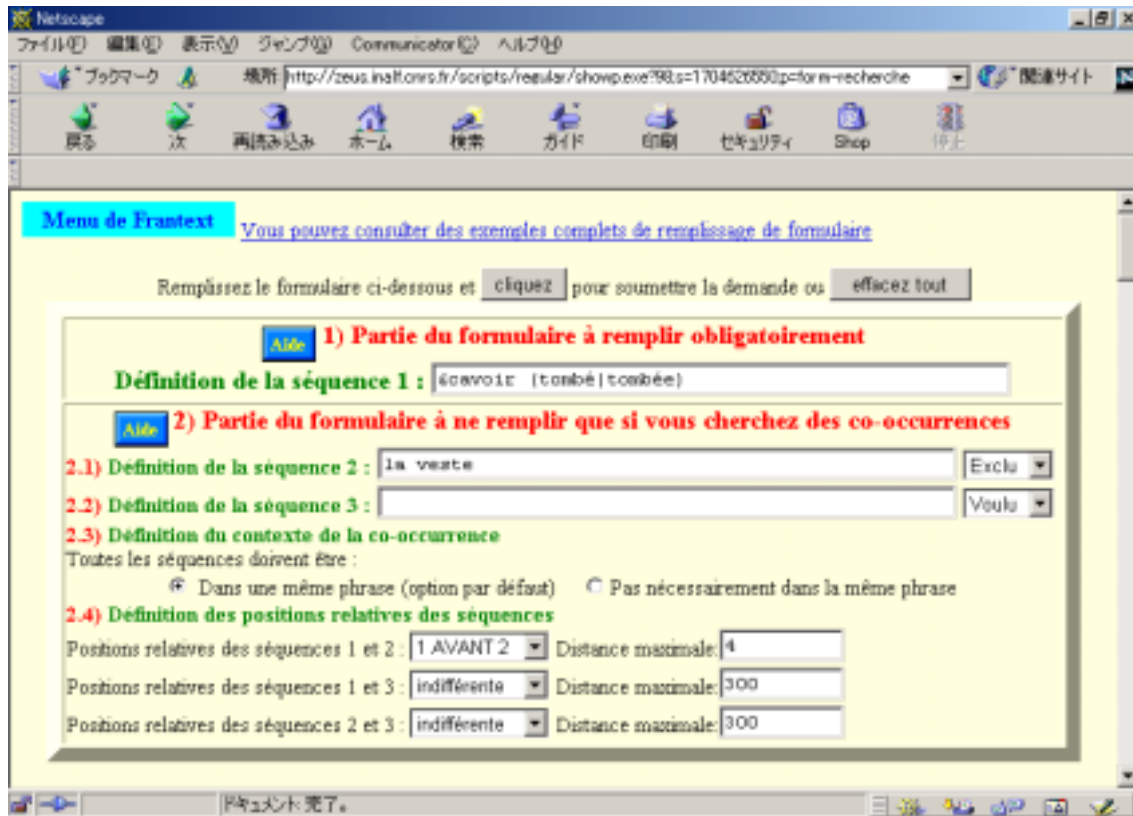 Netscape
ファイル(F) 編集(E) 表示(V) ジャンプ(G) Communicator(C) ヘルプ(H)
ブックマーク 場所 http://zeus.inalf.cnrs.fr/scripts/regular/showp.exe?98;s=1704626550;p=form-recherche 関連サイト
戻る 次 再読み込み ホーム 検索 ガイド 印刷 セキュリティ Shop 停止
Menu de Frantext Vous pouvez consulter des exemples complets de remplissage de formulaire
Remplissez le formulaire ci-dessous et cliquez pour soumettre la demande ou effacez tout
Aide 1) Partie du formulaire à remplir obligatoirement
Définition de la séquence 1 : &cavoir (tombé|tombée)
Aide 2) Partie du formulaire à ne remplir que si vous cherchez des co-occurrences
2.1) Définition de la séquence 2 : la veste Exclu
2.2) Définition de la séquence 3 : Voulu
2.3) Définition du contexte de la co-occurrence
Toutes les séquences doivent être :
Dans une même phrase (option par défaut) Pas nécessairement dans la même phrase
2.4) Définition des positions relatives des séquences
Positions relatives des séquences 1 et 2 : 1 AVANT 2 Distance maximale: 4
Positions relatives des séquences 1 et 3 : indifférente Distance maximale: 300
Positions relatives des séquences 2 et 3 : indifférente Distance maximale: 300
ドキュメント: 完了。